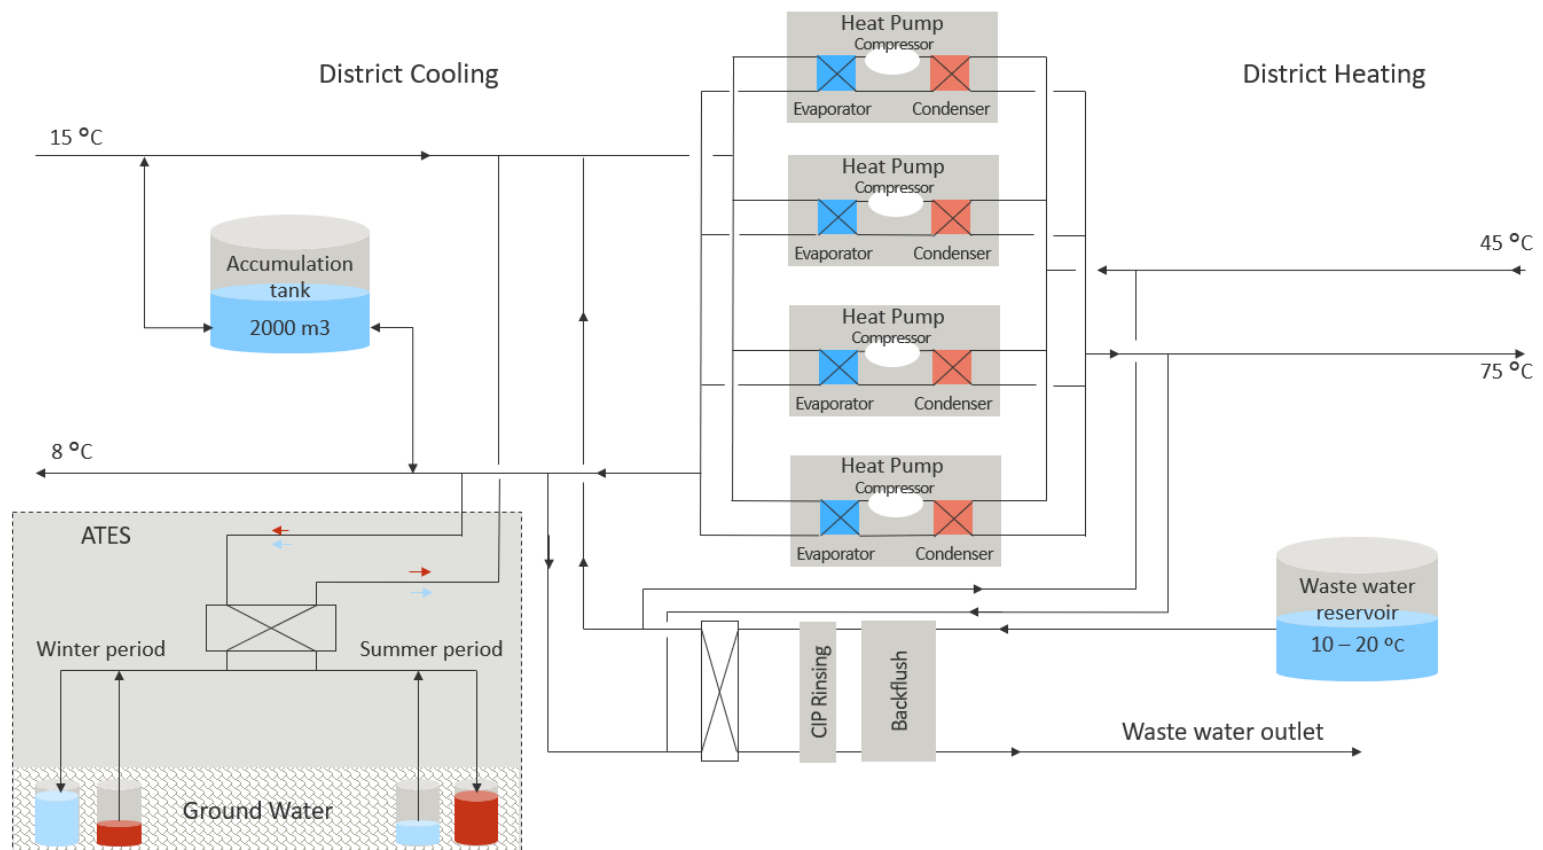 Heat Pump
Compressor
Evaporator
Condenser
District Cooling
District Heating
15 °C
Heat Pump
Compressor
Evaporator
Condenser
Accumulation
tank
2000 m3
45 °C
Heat Pump
Compressor
Evaporator
Condenser
75 °C
8 °C
Heat Pump
Compressor
Evaporator
Condenser
ATES
Winter period
Summer period
Ground Water
CIP Rinsing
Backflush
Waste water
reservoir
10 – 20 °C
Waste water outlet